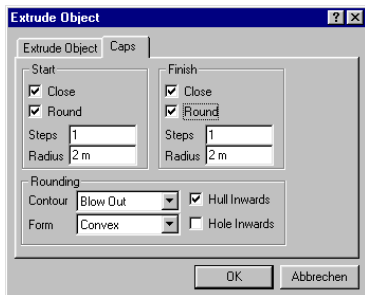 Extrude Object
Extrude Object Caps
Start
Close
Round
Steps 1
Radius 2 m
Finish
Close
Round
Steps 1
Radius 2 m
Rounding
Contour Blow Out Hull Inwards
Form Convex Hole Inwards
OK Abbrechen